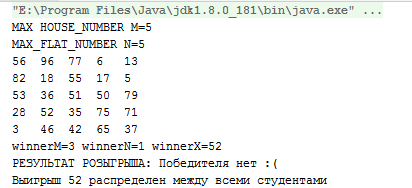 "E:\Program Files\Java\jdk1.8.0_181\bin\java.exe" ...
MAX HOUSE_NUMBER M=5
MAX_FLAT_NUMBER N=5
56 96 77 6 13
82 18 55 17 5
53 36 51 50 79
28 52 35 75 71
3 46 42 65 37
winnerM=3 winnerN=1 winnerX=52
РЕЗУЛЬТАТ РОЗЫГРЫША: Победителя нет :(
Выигрыш 52 распределен между всеми студентами